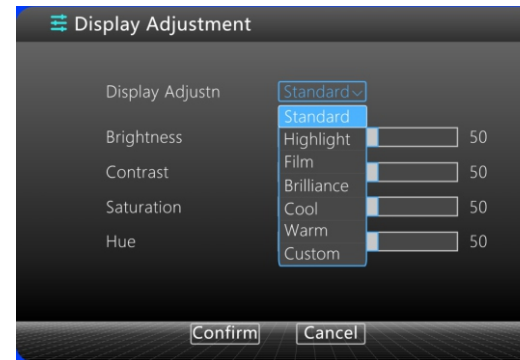 Display Adjustment
Display Adjustn Standard
Standard
Brightness Highlight 50
Film
Contrast 50
Brilliance
Saturation Cool 50
Warm
Hue 50
Custom
Confirm Cancel